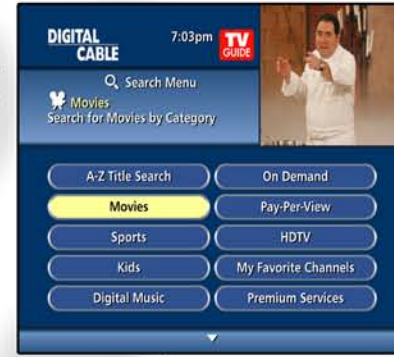 DIGITAL
CABLE
7:03pm
TV
GUIDE
Search Menu
Movies
Search for Movies by Category
A-Z Title Search
On Demand
Movies
Pay-Per-View
Sports
HDTV
Kids
My Favorite Channels
Digital Music
Premium Services